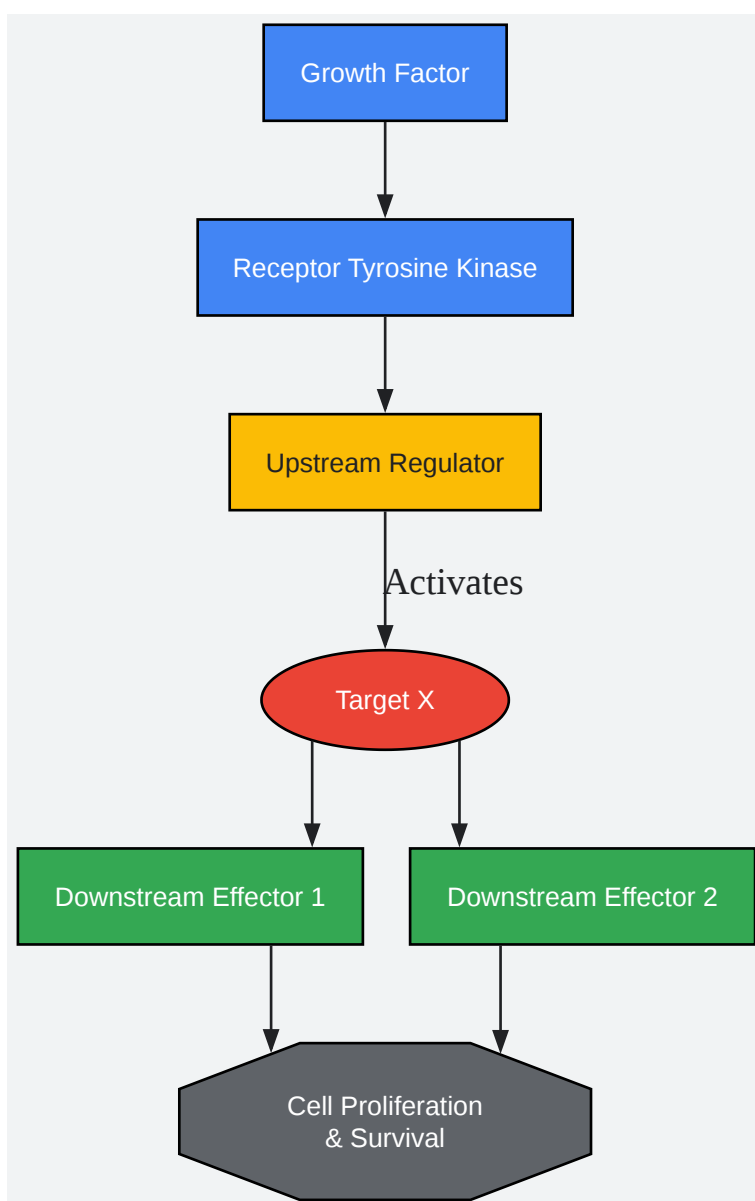 Growth Factor
Receptor Tyrosine Kinase
Upstream Regulator
Activates
Target X
Downstream Effector 1
Downstream Effector 2
Cell Proliferation
& Survival